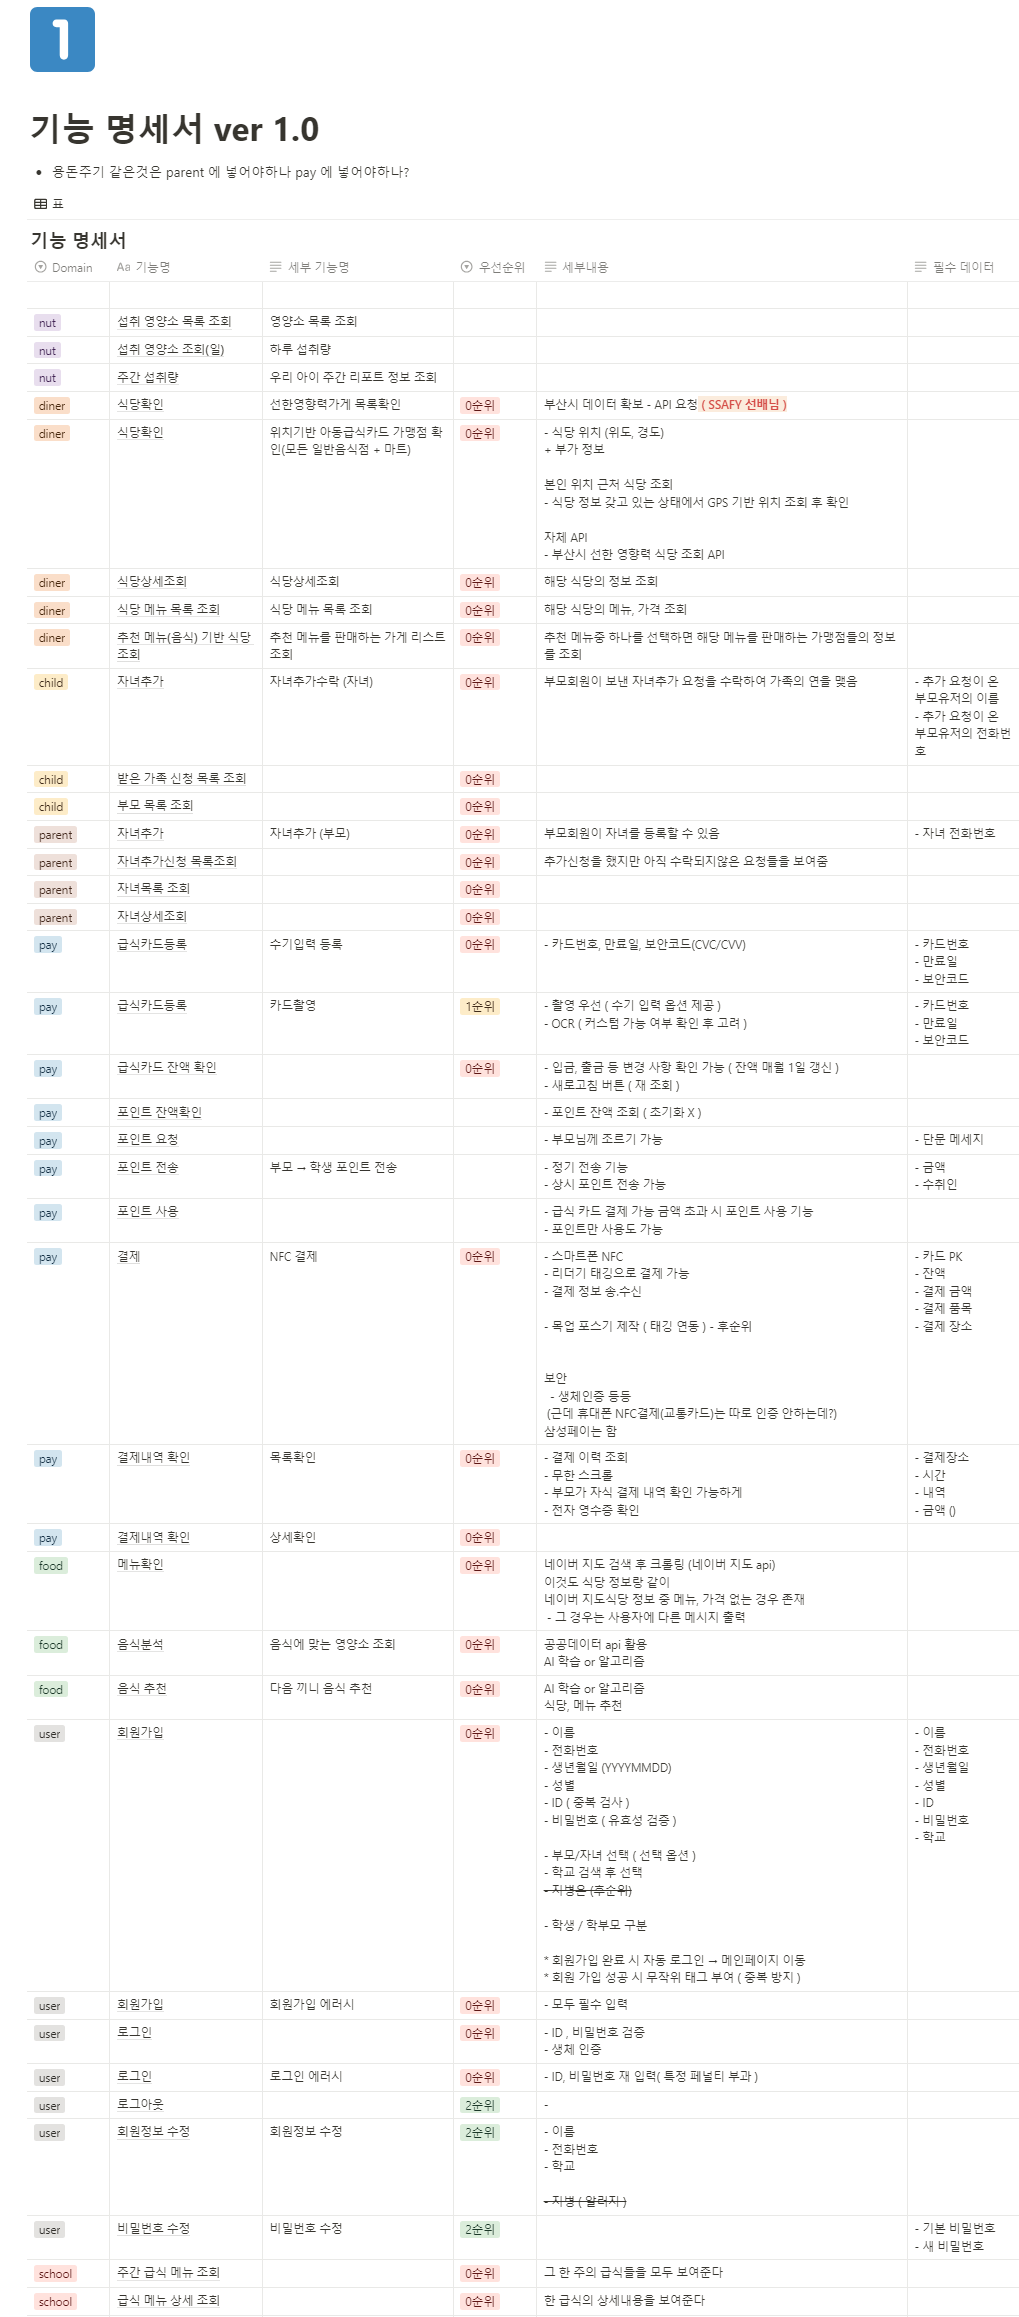 1
기능 명세서 ver 1.0
용돈주기 같은것은 parent 에 넣어야하나 pay 에 넣어야하나?
표
기능 명세서
Domain Aa 기능명 세부 기능명 우선순위 세부내용 필수 데이터
nut 섭취 영양소 목록 조회 영양소 목록 조회
nut 섭취 영양소 조회(일) 하루 섭취량
nut 주간 섭취량 우리 아이 주간 리포트 정보 조회
diner 식당확인 선한영향력가게 목록확인 0순위 부산시 데이터 확보 - API 요청 ( SSAFY 선배님 )
diner 식당확인 위치기반 아동급식카드 가맹점 확 0순위 - 식당 위치 (위도, 경도)
인(모든 일반음식점 + 마트) + 부가 정보
본인 위치 근처 식당 조회
- 식당 정보 갖고 있는 상태에서 GPS 기반 위치 조회 후 확인
자체 API
- 부산시 선한 영향력 식당 조회 API
diner 식당상세조회 식당상세조회 0순위 해당 식당의 정보 조회
diner 식당 메뉴 목록 조회 식당 메뉴 목록 조회 0순위 해당 식당의 메뉴, 가격 조회
diner 추천 메뉴(음식) 기반 식당 추천 메뉴를 판매하는 가게 리스트 0순위 추천 메뉴중 하나를 선택하면 해당 메뉴를 판매하는 가맹점들의 정보
조회 조회 를 조회
child 자녀추가 자녀추가수락 (자녀) 0순위 부모회원이 보낸 자녀추가 요청을 수락하여 가족의 연을 맺음 - 추가 요청이 온
부모유저의 이름
- 추가 요청이 온
부모유저의 전화번
호
child 받은 가족 신청 목록 조회 0순위
child 부모 목록 조회 0순위
parent 자녀추가 자녀추가 (부모) 0순위 부모회원이 자녀를 등록할 수 있음 - 자녀 전화번호
parent 자녀추가신청 목록조회 0순위 추가신청을 했지만 아직 수락되지않은 요청들을 보여줌
parent 자녀목록 조회 0순위
parent 자녀상세조회 0순위
pay 급식카드등록 수기입력 등록 0순위 - 카드번호, 만료일, 보안코드(CVC/CVV) - 카드번호
- 만료일
- 보안코드
pay 급식카드등록 카드촬영 1순위 - 촬영 우선 ( 수기 입력 옵션 제공 ) - 카드번호
- OCR ( 커스텀 가능 여부 확인 후 고려 ) - 만료일
- 보안코드
pay 급식카드 잔액 확인 0순위 - 입금, 출금 등 변경 사항 확인 가능 ( 잔액 매월 1일 갱신 )
- 새로고침 버튼 ( 재 조회 )
pay 포인트 잔액확인 - 포인트 잔액 조회 ( 초기화 X )
pay 포인트 요청 - 부모님께 조르기 가능 - 단문 메세지
pay 포인트 전송 부모 → 학생 포인트 전송 - 정기 전송 기능 - 금액
- 상시 포인트 전송 가능 - 수취인
pay 포인트 사용 - 급식 카드 결제 가능 금액 초과 시 포인트 사용 기능
- 포인트만 사용도 가능
pay 결제 NFC 결제 0순위 - 스마트폰 NFC - 카드 PK
- 리더기 태깅으로 결제 가능 - 잔액
- 결제 정보 송.수신 - 결제 금액
- 결제 품목
- 목업 포스기 제작 ( 태깅 연동 ) - 후순위 - 결제 장소
보안
- 생체인증 등등
(근데 휴대폰 NFC결제(교통카드)는 따로 인증 안하는데?)
삼성페이는 함
pay 결제내역 확인 목록확인 0순위 - 결제 이력 조회 - 결제장소
- 무한 스크롤 - 시간
- 부모가 자식 결제 내역 확인 가능하게 - 내역
- 전자 영수증 확인 - 금액 ()
pay 결제내역 확인 상세확인 0순위
food 메뉴확인 0순위 네이버 지도 검색 후 크롤링 (네이버 지도 api)
이것도 식당 정보랑 같이
네이버 지도식당 정보 중 메뉴, 가격 없는 경우 존재
- 그 경우는 사용자에 다른 메시지 출력
food 음식분석 음식에 맞는 영양소 조회 0순위 공공데이터 api 활용
AI 학습 or 알고리즘
food 음식 추천 다음 끼니 음식 추천 0순위 AI 학습 or 알고리즘
식당, 메뉴 추천
user 회원가입 0순위 - 이름 - 이름
- 전화번호 - 전화번호
- 생년월일 (YYYYMMDD) - 생년월일
- 성별 - 성별
- ID ( 중복 검사 ) - ID
- 비밀번호 ( 유효성 검증 ) - 비밀번호
- 학교
- 부모/자녀 선택 ( 선택 옵션 )
- 학교 검색 후 선택
- 지병은 (후순위)
- 학생 / 학부모 구분
* 회원가입 완료 시 자동 로그인 → 메인페이지 이동
* 회원 가입 성공 시 무작위 태그 부여 ( 중복 방지 )
user 회원가입 회원가입 에러시 0순위 - 모두 필수 입력
user 로그인 0순위 - ID , 비밀번호 검증
- 생체 인증
user 로그인 로그인 에러시 0순위 - ID, 비밀번호 재 입력( 특정 페널티 부과 )
user 로그아웃 2순위 -
user 회원정보 수정 회원정보 수정 2순위 - 이름
- 전화번호
- 학교
- 지병 ( 알러지 )
user 비밀번호 수정 비밀번호 수정 2순위 - 기본 비밀번호
- 새 비밀번호
school 주간 급식 메뉴 조회 0순위 그 한 주의 급식들을 모두 보여준다
school 급식 메뉴 상세 조회 0순위 한 급식의 상세내용을 보여준다